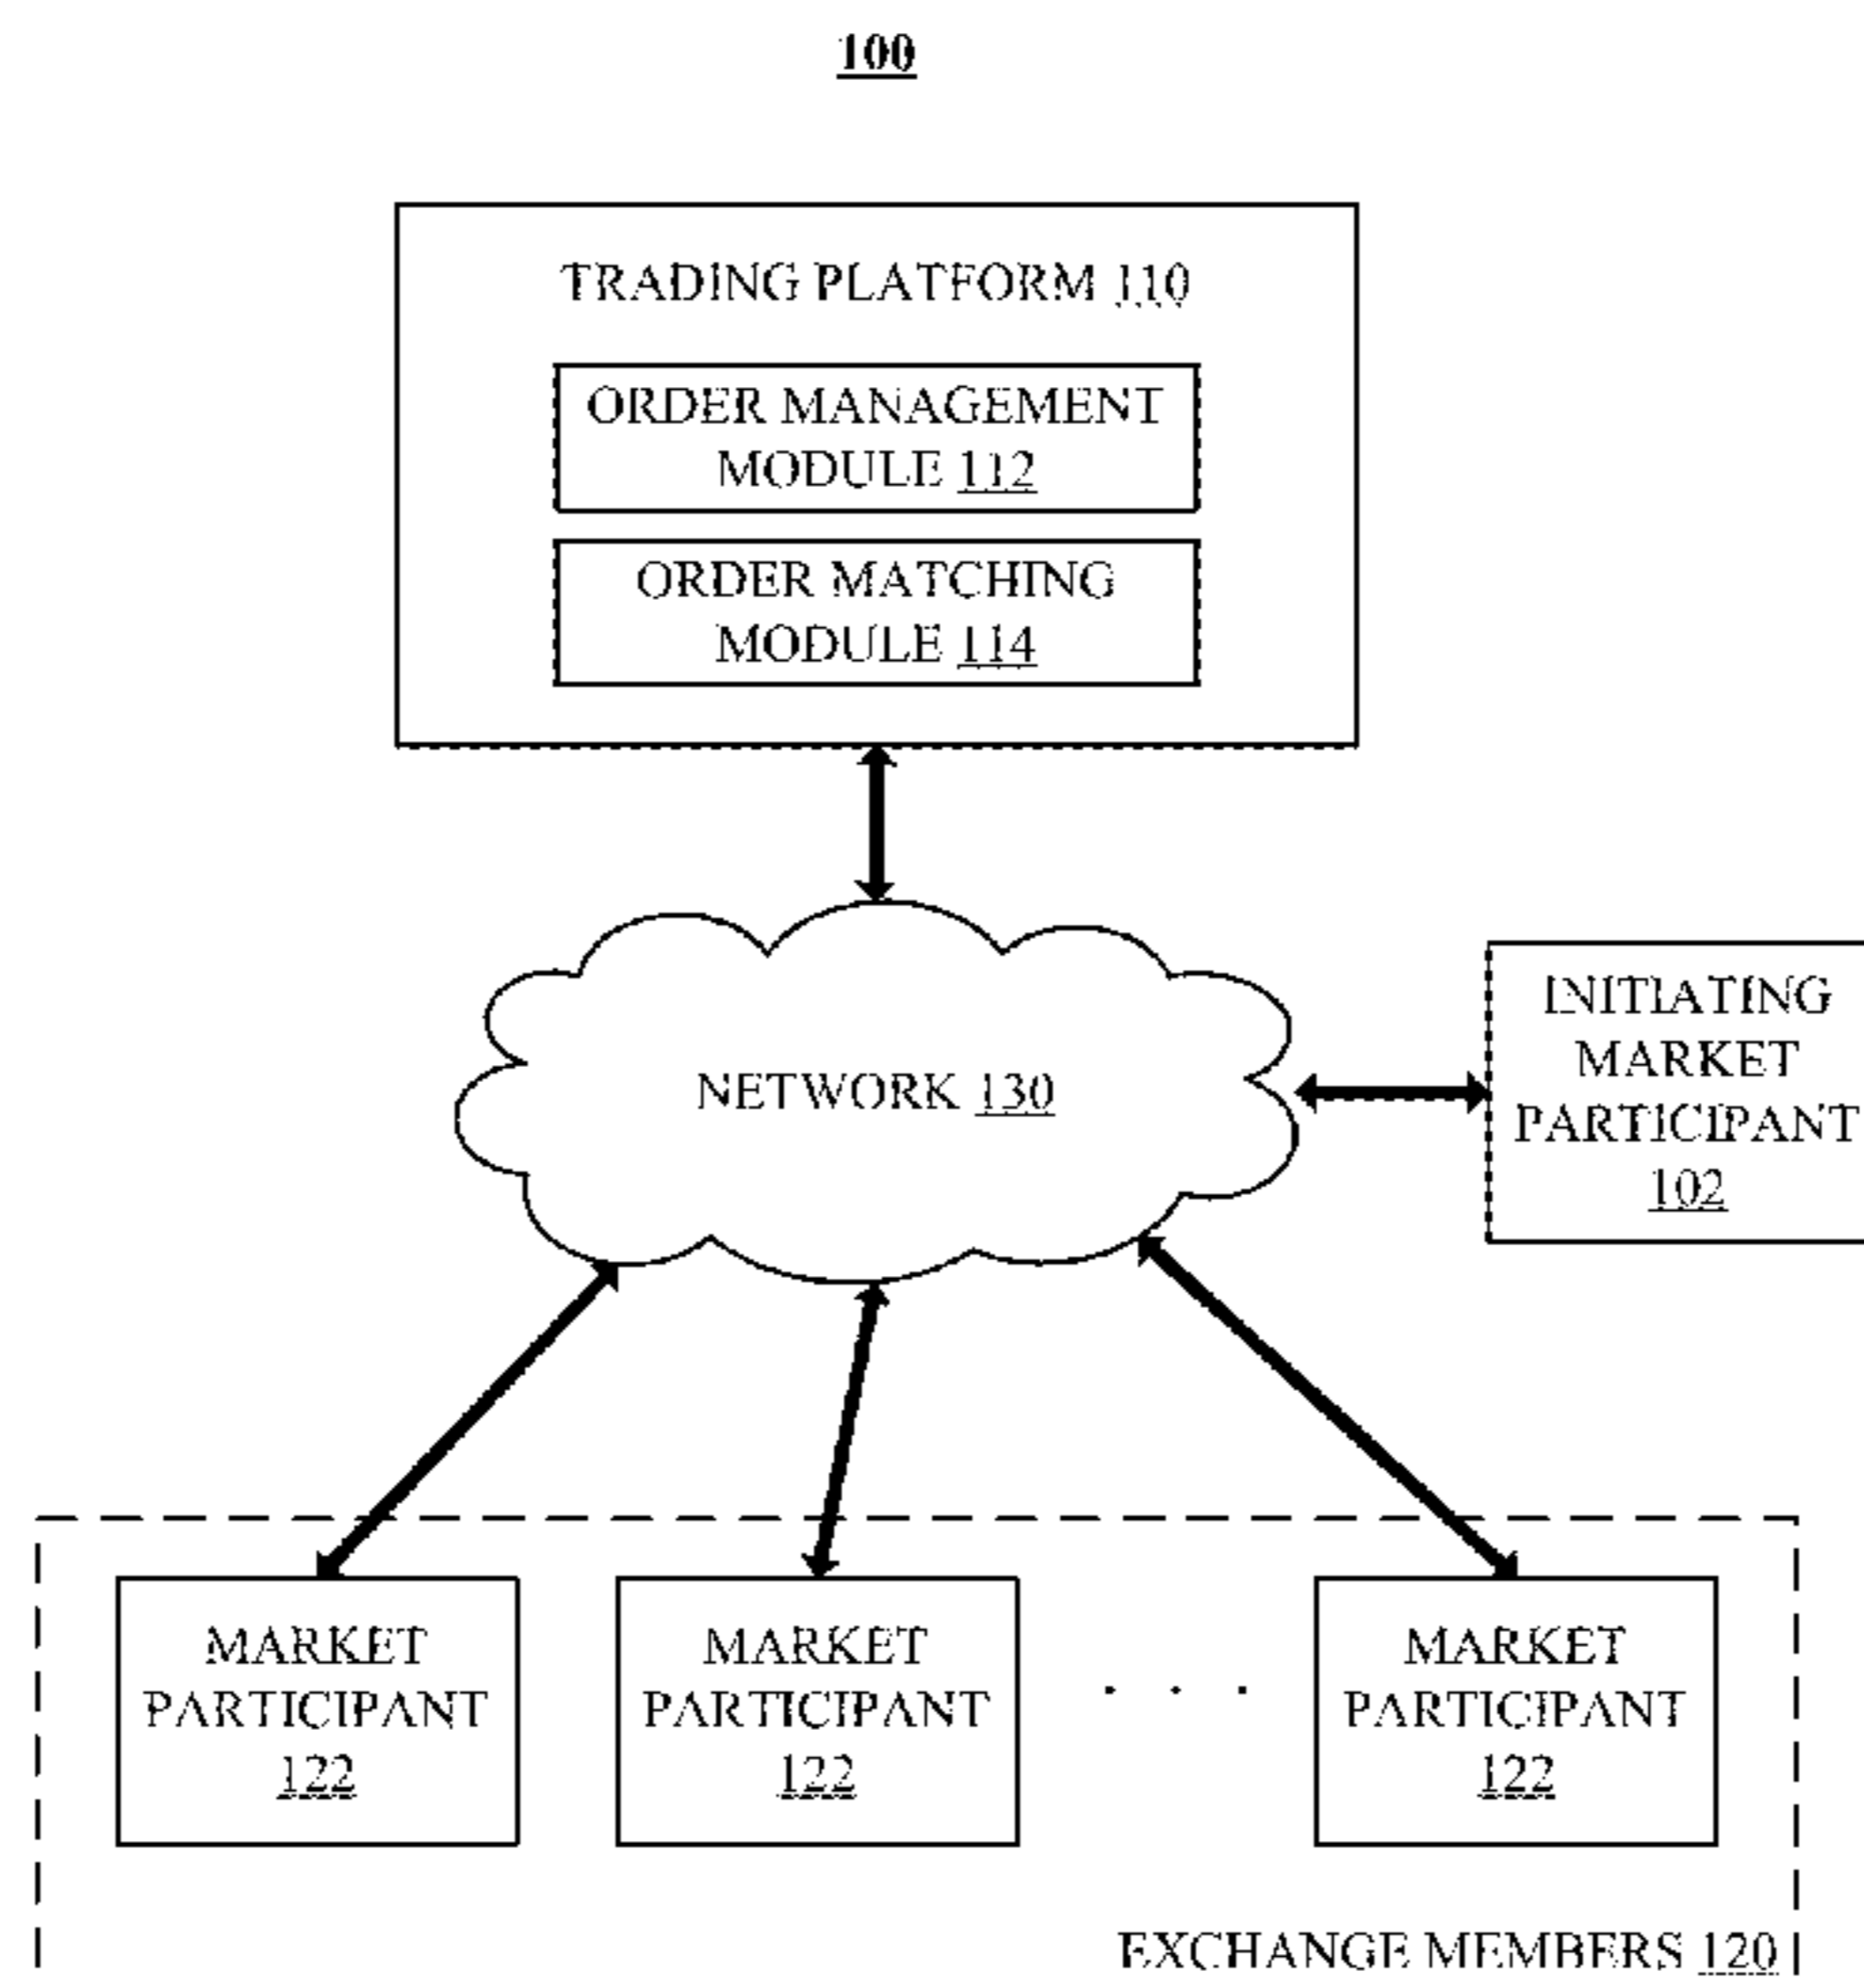 100
TRADING PLATFORM 110
ORDER MANAGEMENT
MODULE 112
ORDER MATCHING
MODULE 114
NETWORK 130
INITIATING
MARKET
PARTICIPANT
102
MARKET
PARTICIPANT
122
MARKET
PARTICIPANT
122
. . .
MARKET
PARTICIPANT
122
EXCHANGE MEMBERS 120